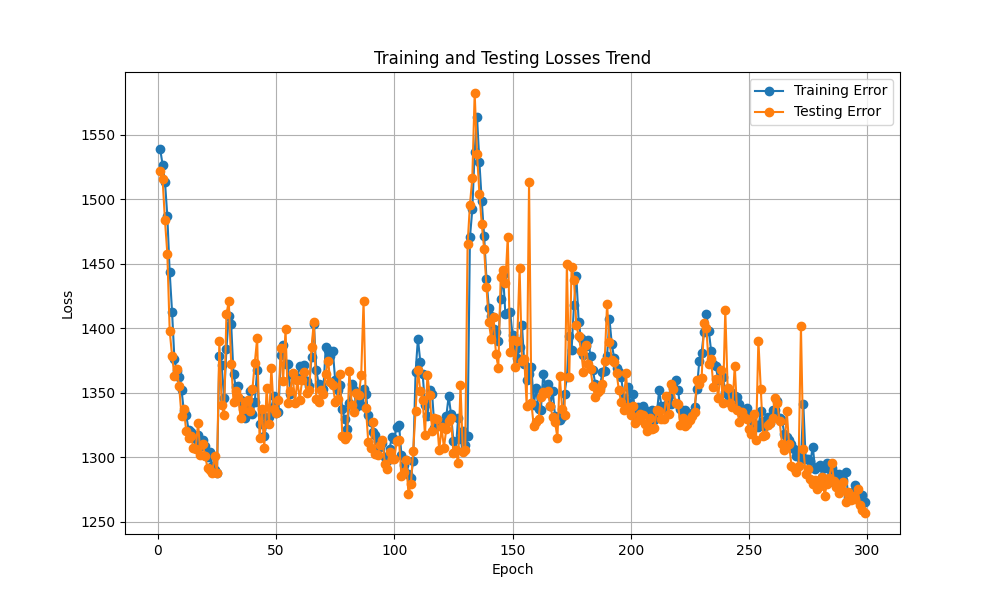 Training and Testing Losses Trend
Training Error
Testing Error
Loss
1550
1500
1450
1400
1350
1300
1250
0 50 100 150 200 250 300
Epoch